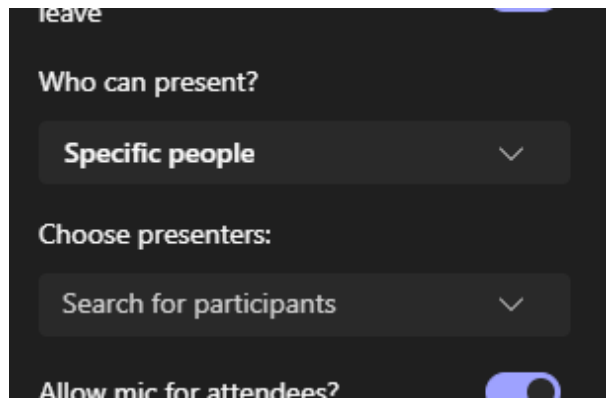 leave
Who can present?
Specific people
Choose presenters:
Search for participants
Allow mic for attendees?